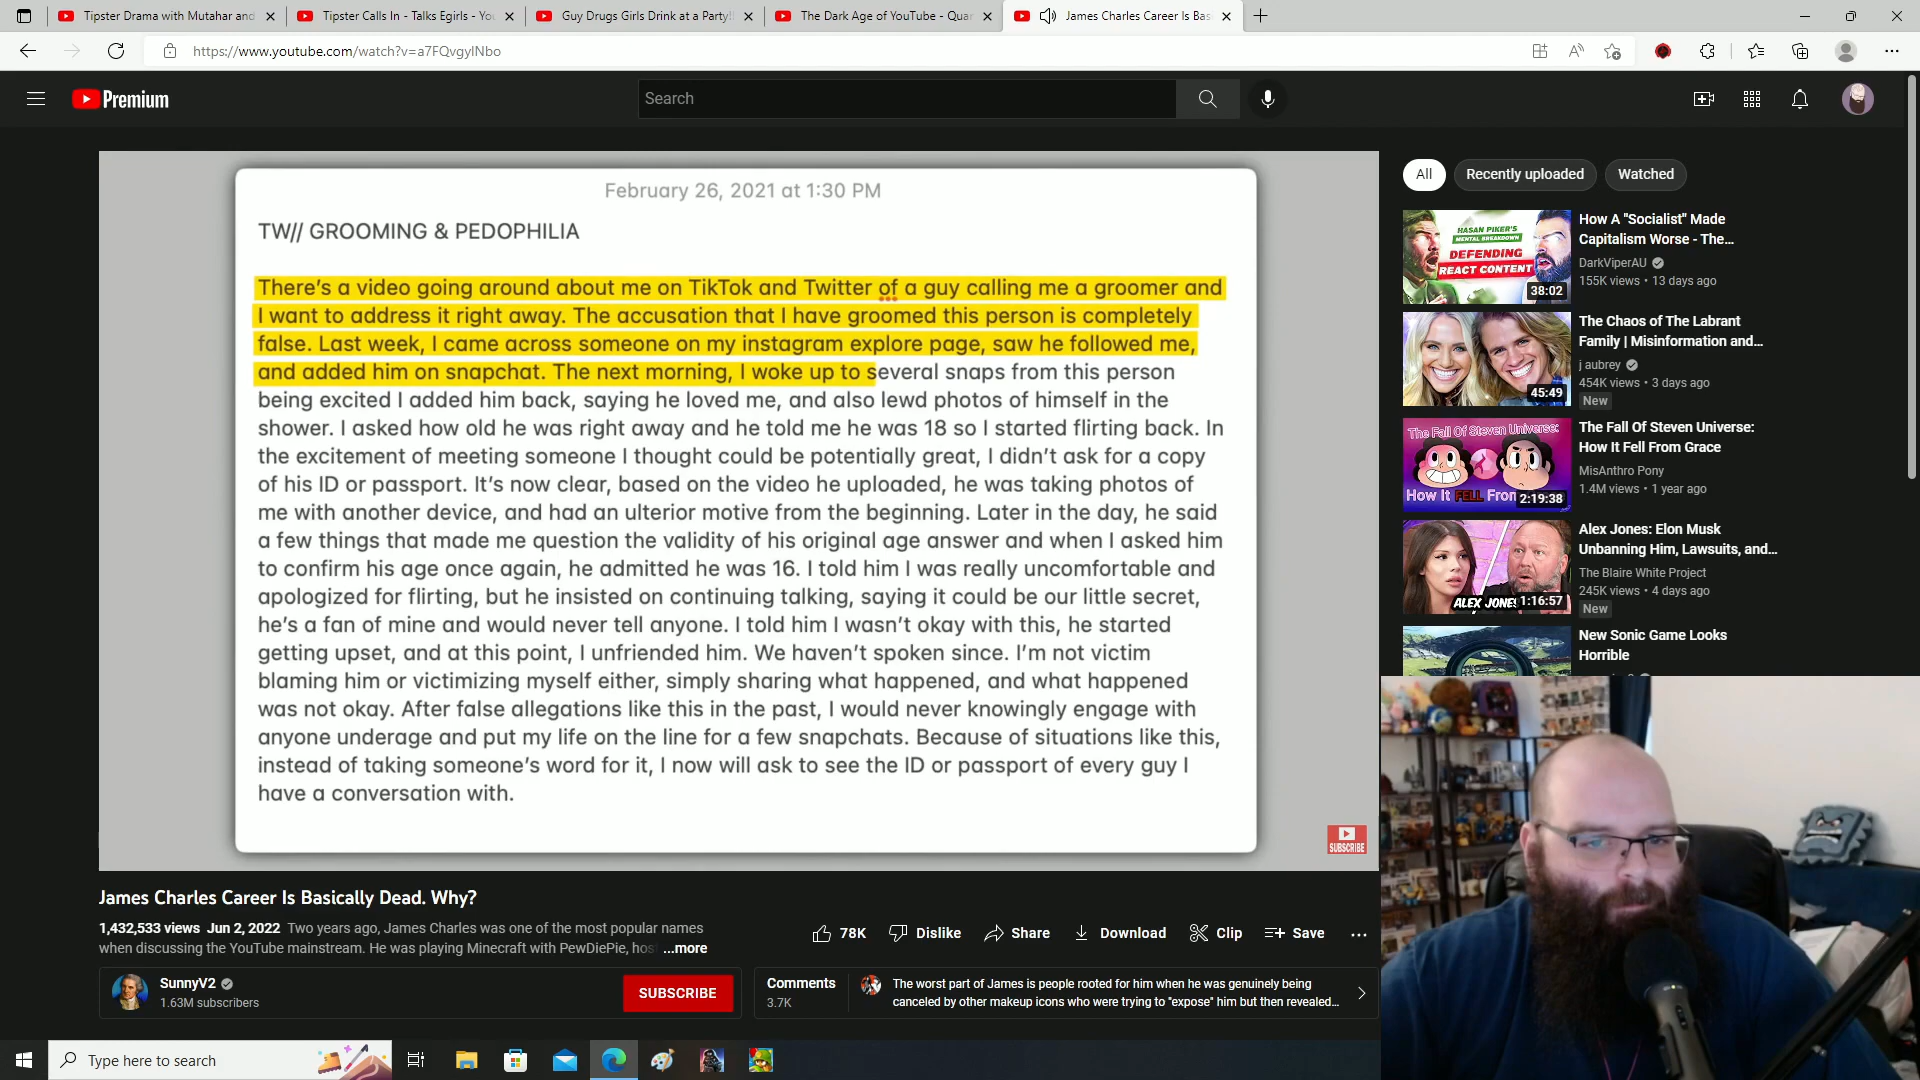 Tipster Drama with Mutahar and
Tipster Calls In - Talks Egirls - You
Guy Drugs Girls Drink at a Party!
The Dark Age of YouTube - Quar
James Charles Career Is Bas
https://www.youtube.com/watch?v=a7FQvgyINbo
Premium
Search
February 26, 2021 at 1:30 PM
TW// GROOMING & PEDOPHILIA
There's a video going around about me on TikTok and Twitter of a guy calling me a groomer and
I want to address it right away. The accusation that I have groomed this person is completely
false. Last week, I came across someone on my instagram explore page, saw he followed me,
and added him on snapchat. The next morning, I woke up to several snaps from this person
being excited I added him back, saying he loved me, and also lewd photos of himself in the
shower. I asked how old he was right away and he told me he was 18 so I started flirting back. In
the excitement of meeting someone I thought could be potentially great, I didn't ask for a copy
of his ID or passport. It's now clear, based on the video he uploaded, he was taking photos of
me with another device, and had an ulterior motive from the beginning. Later in the day, he said
a few things that made me question the validity of his original age answer and when I asked him
to confirm his age once again, he admitted he was 16. I told him I was really uncomfortable and
apologized for flirting, but he insisted on continuing talking, saying it could be our little secret,
he's a fan of mine and would never tell anyone. I told him I wasn't okay with this, he started
getting upset, and at this point, I unfriended him. We haven't spoken since. I'm not victim
blaming him or victimizing myself either, simply sharing what happened, and what happened
was not okay. After false allegations like this in the past, I would never knowingly engage with
anyone underage and put my life on the line for a few snapchats. Because of situations like this,
instead of taking someone's word for it, I now will ask to see the ID or passport of every guy I
have a conversation with.
SUBSCRIBE
James Charles Career Is Basically Dead. Why?
1,432,533 views Jun 2, 2022 Two years ago, James Charles was one of the most popular names
when discussing the YouTube mainstream. He was playing Minecraft with PewDiePie, hos ...more
78K
Dislike
Share
Download
Clip
Save
SunnyV2
1.63M subscribers
SUBSCRIBE
Comments
3.7K
The worst part of James is people rooted for him when he was genuinely being
canceled by other makeup icons who were trying to "expose" him but then revealed...
All
Recently uploaded
Watched
HASAN PIKER'S
MENTAL BREAKDOWN
DEFENDING
REACT CONTENT
38:02
How A "Socialist" Made
Capitalism Worse - The...
DarkViperAU
155K views • 13 days ago
45:49
The Chaos of The Labrant
Family | Misinformation and...
j aubrey
454K views • 3 days ago
New
The Fall Of Steven Universe:
How It FELL From
2:19:38
The Fall Of Steven Universe:
How It Fell From Grace
MisAnthro Pony
1.4M views • 1 year ago
ALEX JONES
1:16:57
Alex Jones: Elon Musk
Unbanning Him, Lawsuits, and...
The Blaire White Project
245K views • 4 days ago
New
New Sonic Game Looks
Horrible
Type here to search